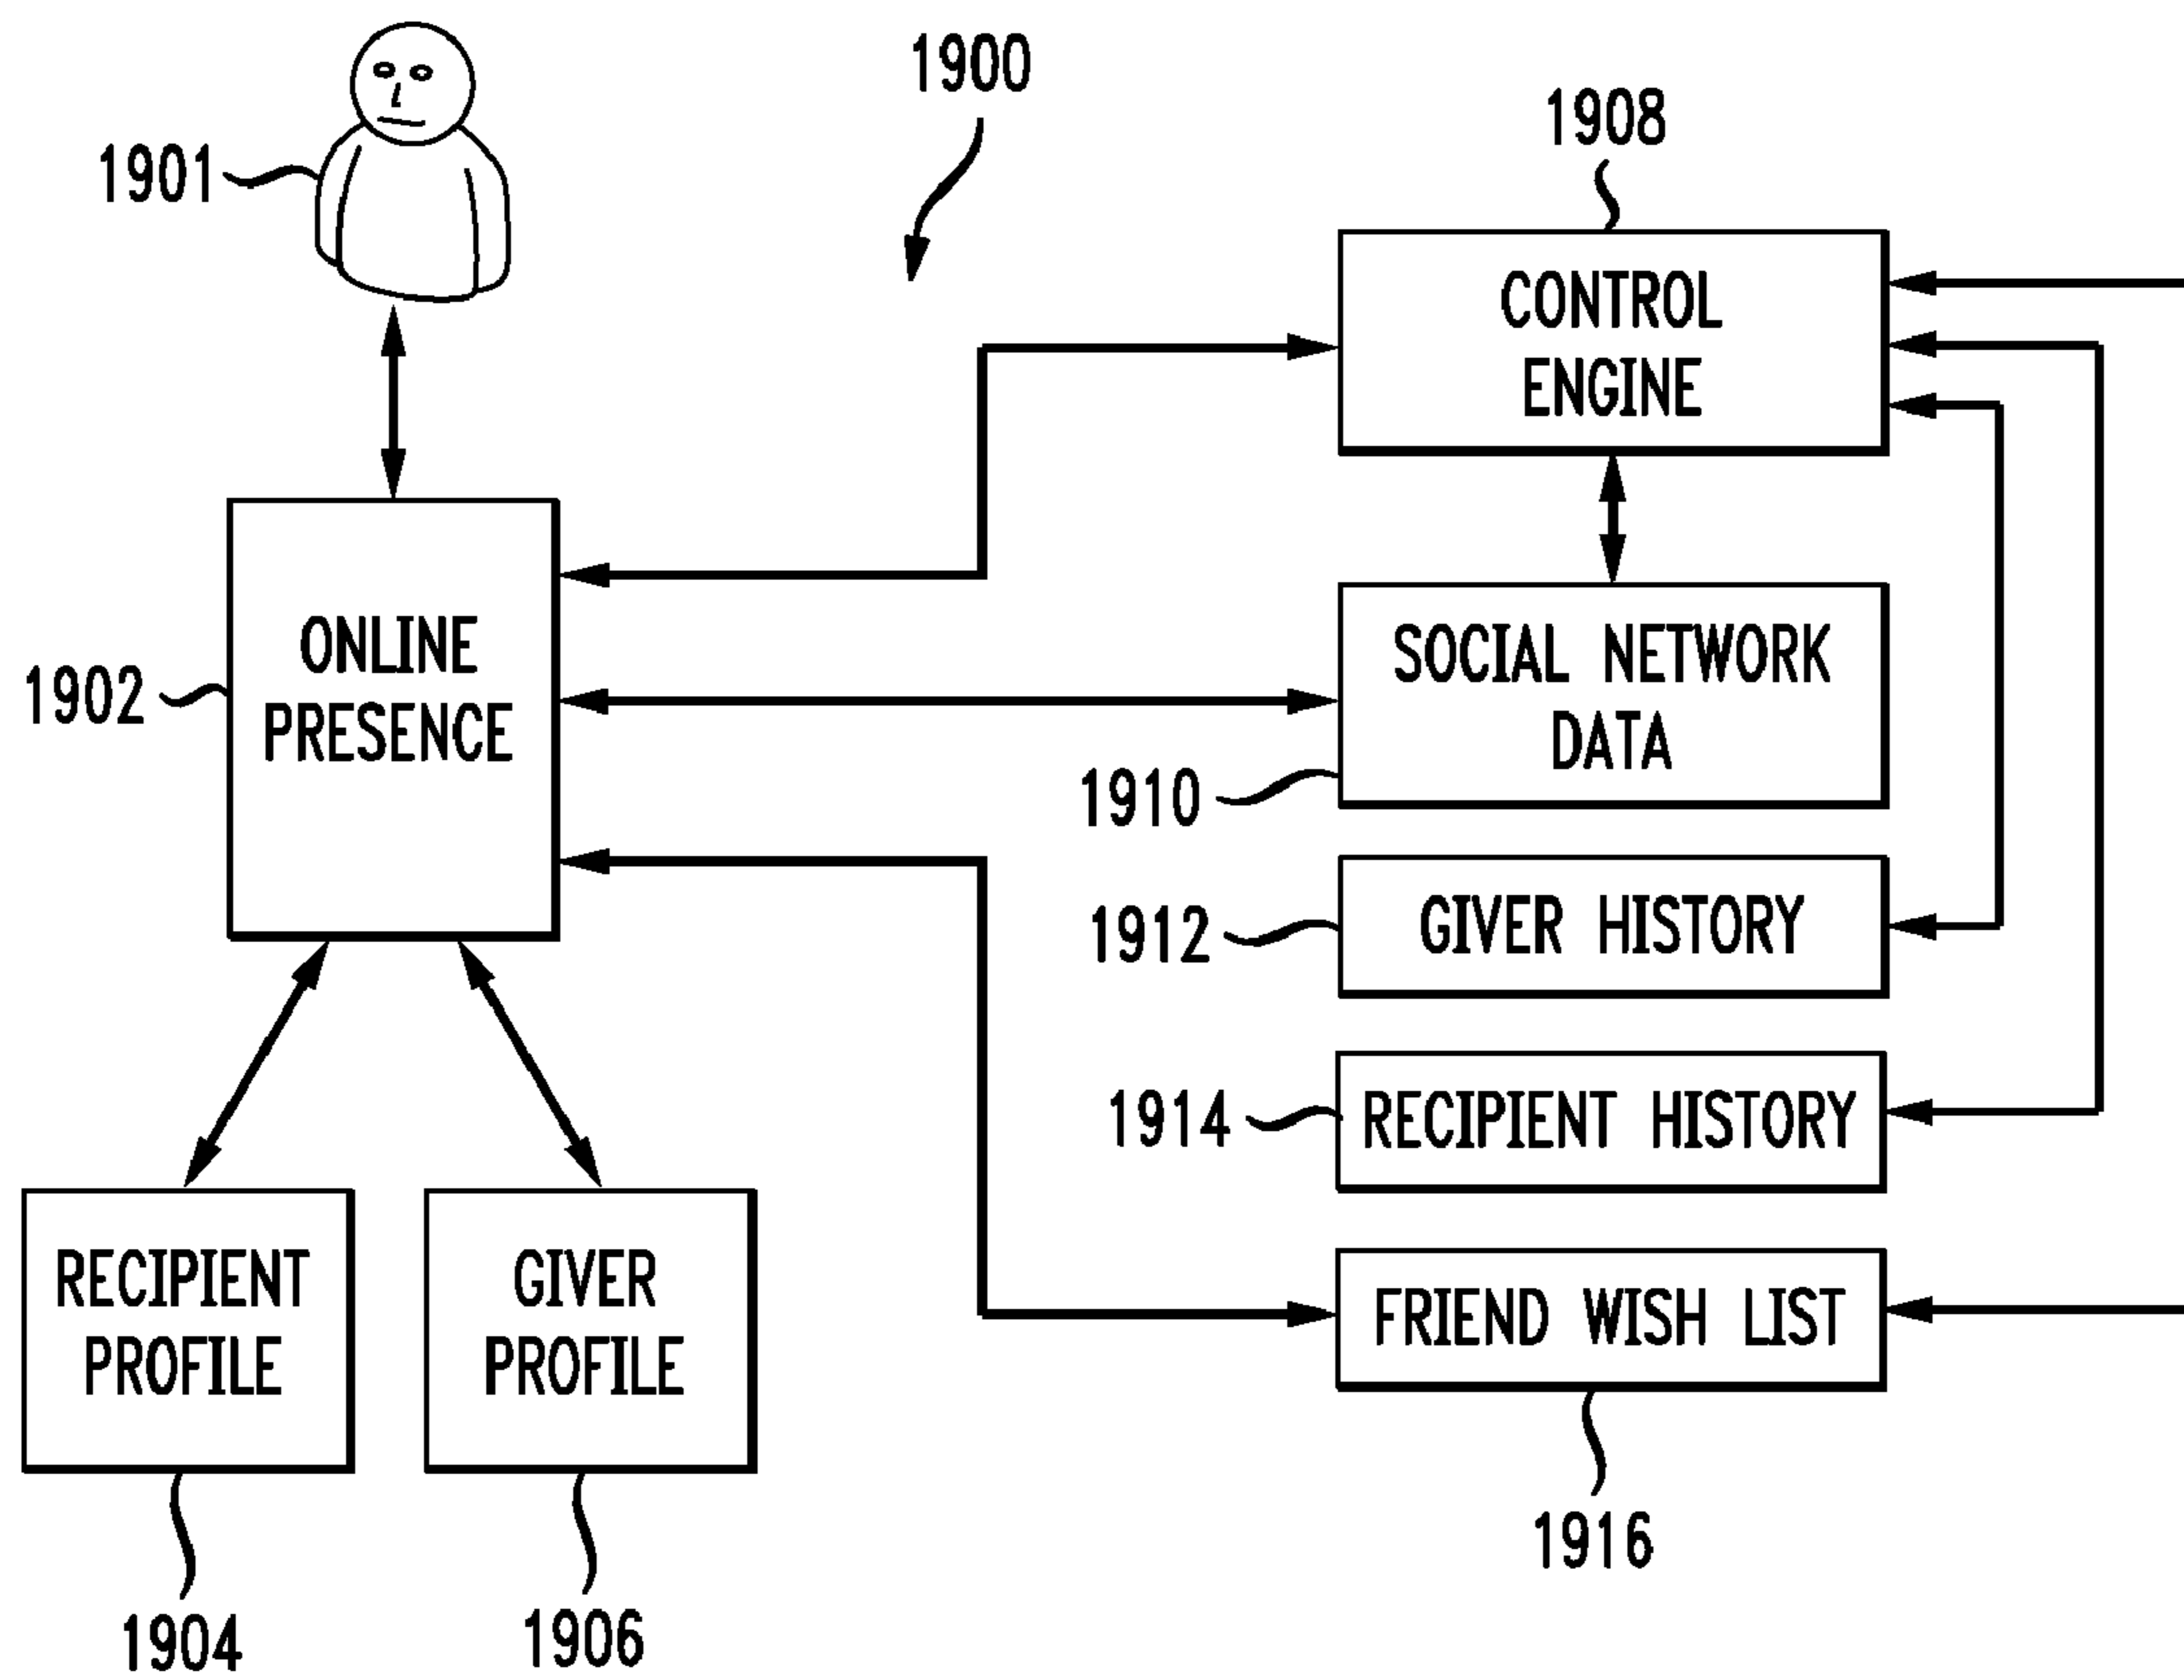 1900
1908
1901
CONTROL
ENGINE
ONLINE
PRESENCE
1902
SOCIAL NETWORK
DATA
1910
GIVER HISTORY
1912
RECIPIENT HISTORY
1914
RECIPIENT
PROFILE
GIVER
PROFILE
FRIEND WISH LIST
1916
1904
1906